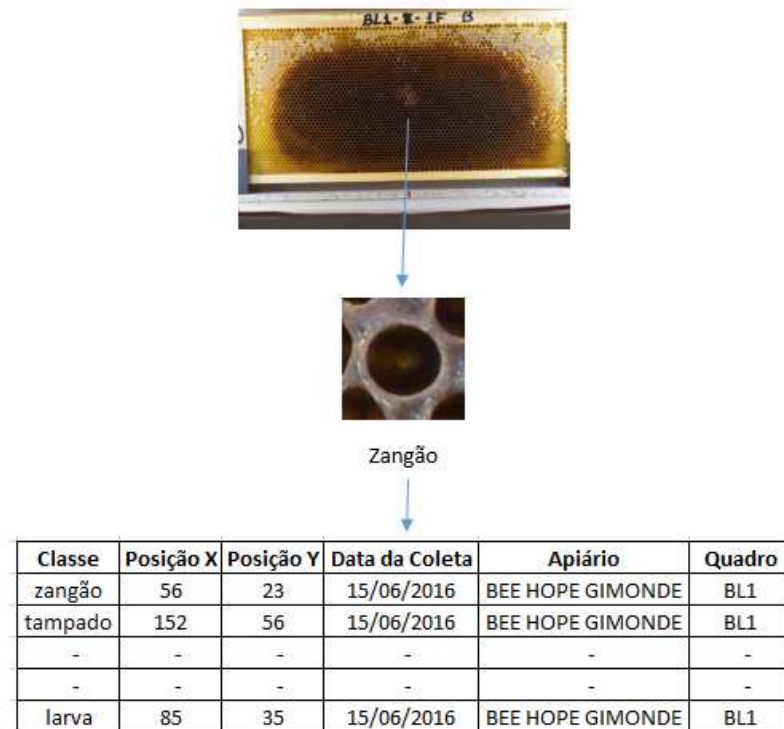 BL1-X-1F B
Zangão
Classe Posição X Posição Y Data da Coleta Apiário Quadro
zangão 56 23 15/06/2016 BEE HOPE GIMONDE BL1
tampado 152 56 15/06/2016 BEE HOPE GIMONDE BL1
- - - - - -
- - - - - -
larva 85 35 15/06/2016 BEE HOPE GIMONDE BL1